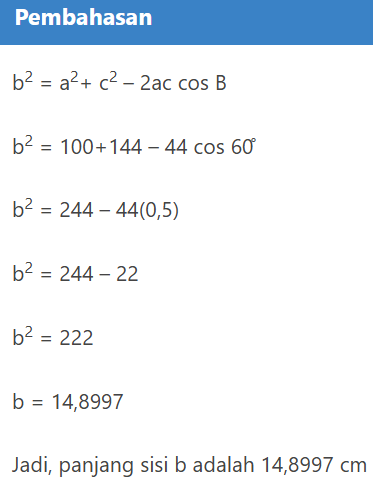 Pembahasan
b² = a²+ c² – 2ac cos B
b² = 100+144 – 44 cos 60°
b² = 244 – 44(0,5)
b² = 244 – 22
b² = 222
b = 14,8997
Jadi, panjang sisi b adalah 14,8997 cm